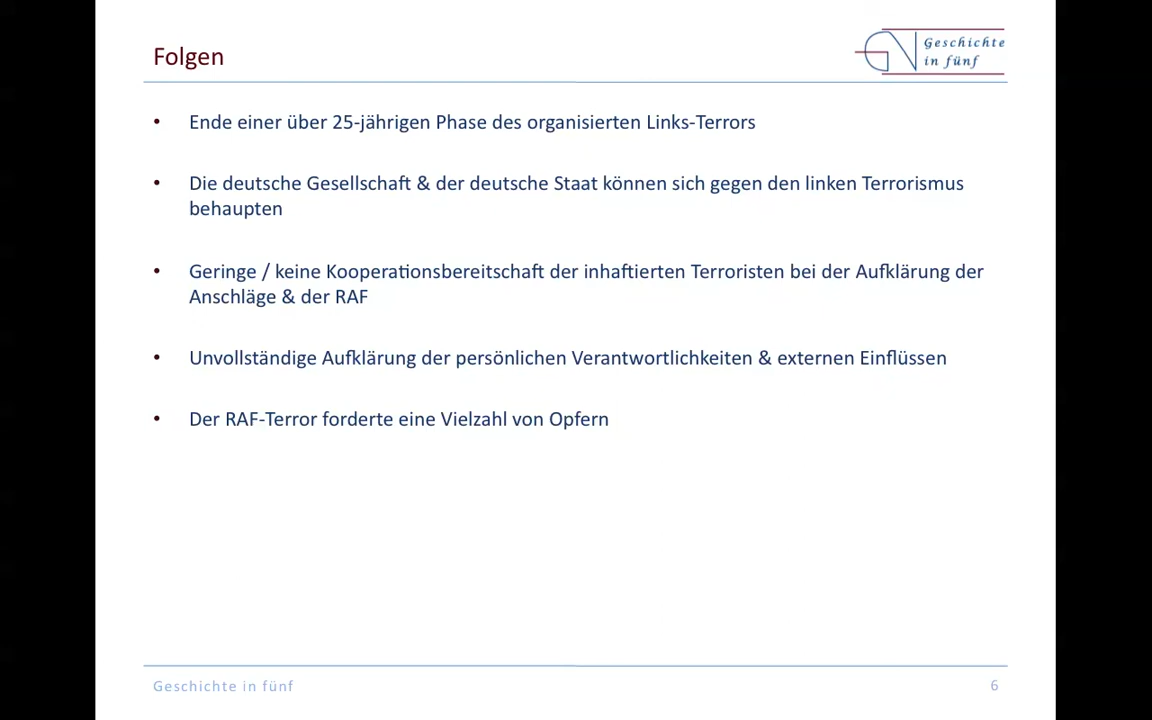 Folgen
Geschichte
in fünf
• Ende einer über 25-jährigen Phase des organisierten Links-Terrors
• Die deutsche Gesellschaft & der deutsche Staat können sich gegen den linken Terrorismus
behaupten
• Geringe / keine Kooperationsbereitschaft der inhaftierten Terroristen bei der Aufklärung der
Anschläge & der RAF
• Unvollständige Aufklärung der persönlichen Verantwortlichkeiten & externen Einflüssen
• Der RAF-Terror forderte eine Vielzahl von Opfern
Geschichte in fünf
6